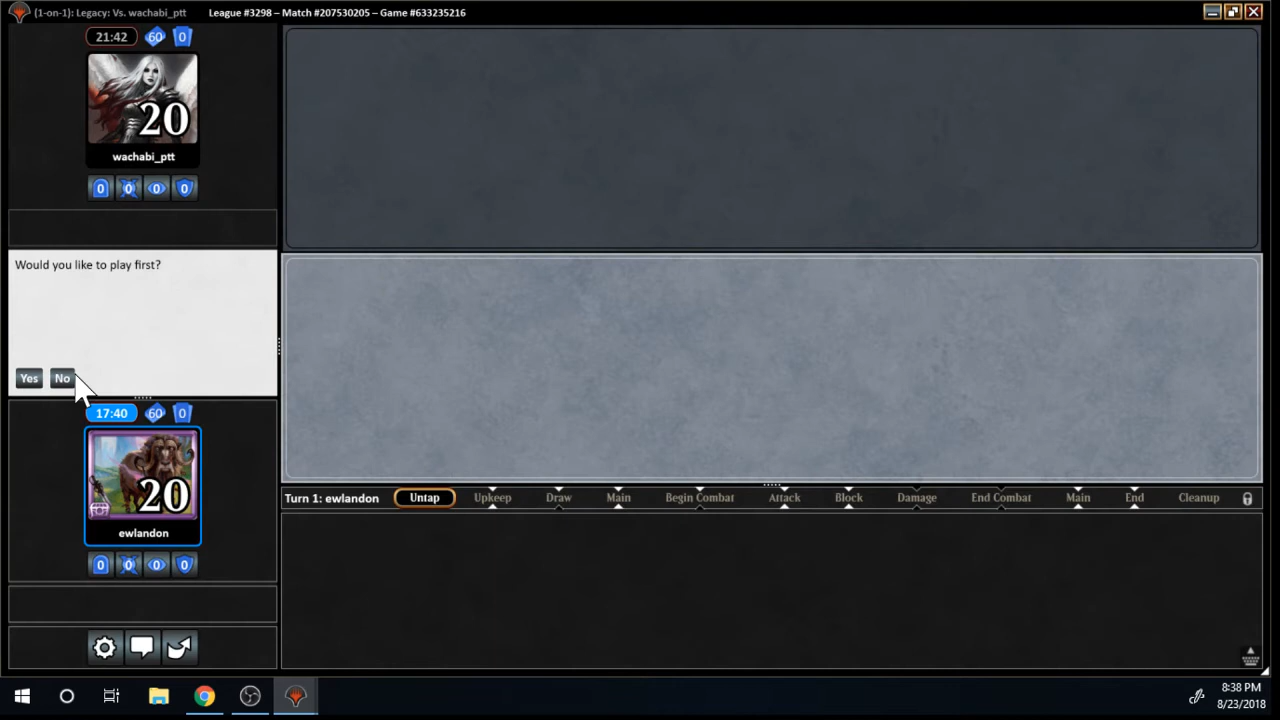 (1-on-1): Legacy: Vs. wachabi_ptt League #3298 – Match #207530205 – Game #633235216
21:42 60 0
20
wachabi_ptt
0 0 0 0
Would you like to play first?
Yes No
17:40 60 0
20
ewlandon
0 0 0 0
Turn 1: ewlandon Untap Upkeep Draw Main Begin Combat Attack Block Damage End Combat Main End Cleanup
8:38 PM
8/23/2018